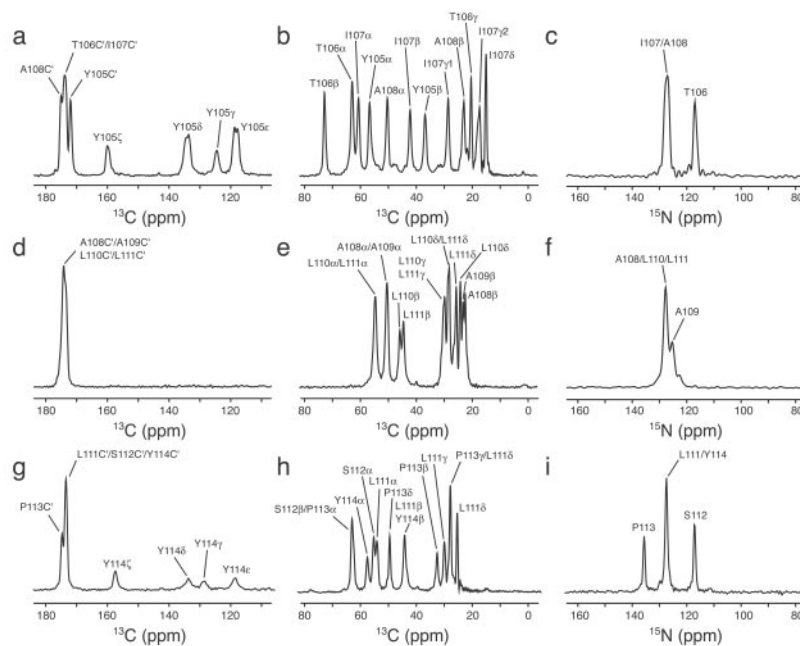 a
T106C'/I107C'
A108C'
Y105C'
Y105ζ
Y105δ
Y105γ
Y105ε
180 160 140 120
13C (ppm)
b
T106γ
I107α
T106α
Y105α
I107β
A108β
I107γ2
I107δ
T106β
A108α
I107γ1
Y105β
80 60 40 20 0
13C (ppm)
c
I107/A108
T106
160 140 120 100 80
15N (ppm)
d
A108C'/A109C'
L110C'/L111C'
180 160 140 120
13C (ppm)
e
L110δ/L111δ
A108α/A109α
L110γ
L111δ
L110δ
L110α/L111α
L111γ
A109β
L110β
A108β
L111β
80 60 40 20 0
13C (ppm)
f
A108/L110/L111
A109
160 140 120 100 80
15N (ppm)
g
L111C'/S112C'/Y114C'
P113C'
Y114ζ
Y114δ
Y114γ
Y114ε
180 160 140 120
13C (ppm)
h
L111γ
P113γ/L111δ
S112α
L111α
P113β
Y114α
P113δ
S112β/P113α
L111β
L111δ
Y114β
80 60 40 20 0
13C (ppm)
i
L111/Y114
P113
S112
160 140 120 100 80
15N (ppm)